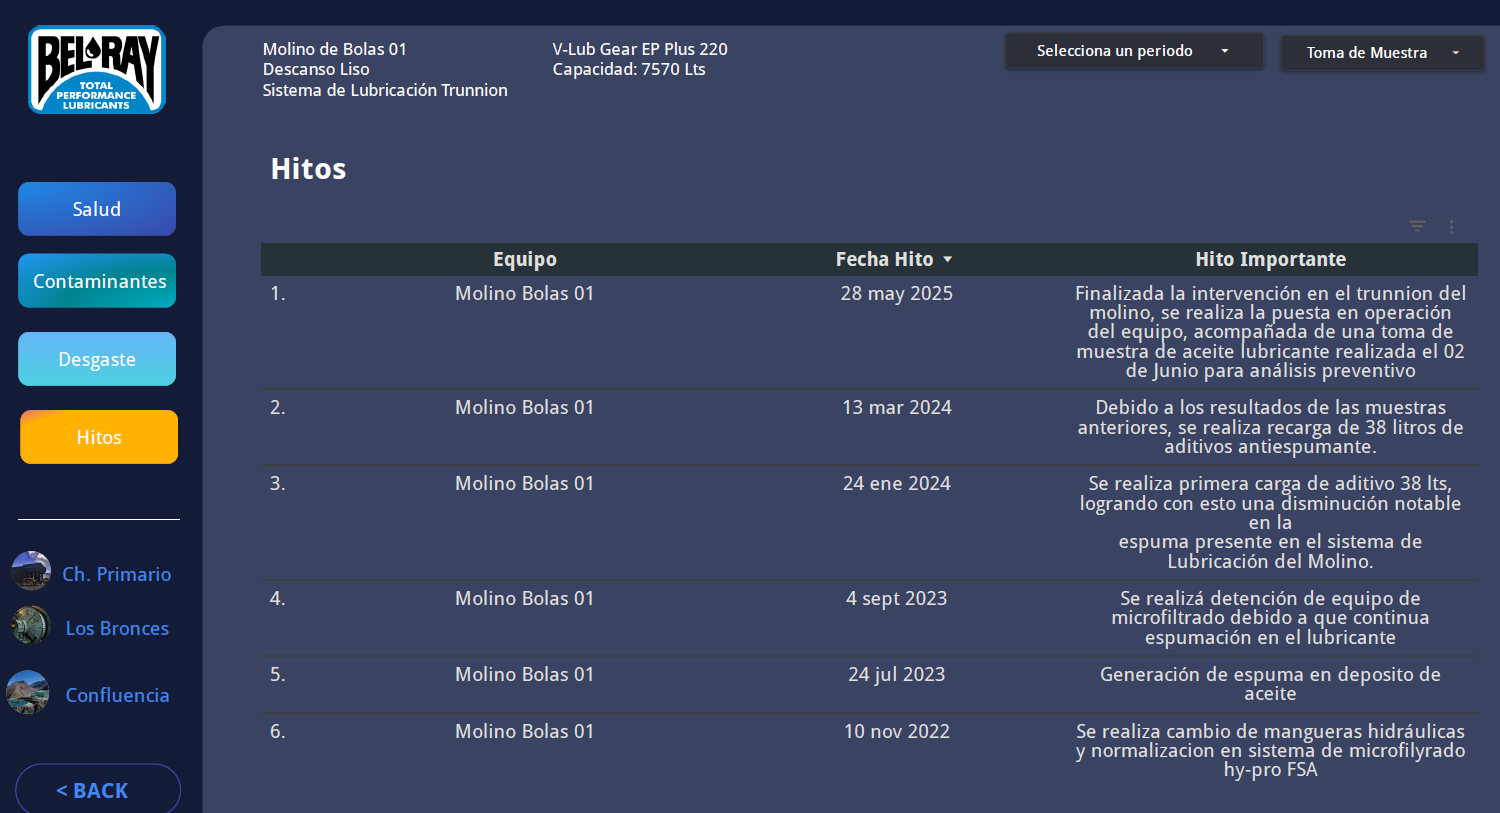 BEL-RAY
TOTAL
PERFORMANCE
LUBRICANTS
Molino de Bolas 01
Descanso Liso
Sistema de Lubricación Trunnion
V-Lub Gear EP Plus 220
Capacidad: 7570 Lts
Selecciona un periodo
Toma de Muestra
Salud
Contaminantes
Desgaste
Hitos
Ch. Primario
Los Bronces
Confluencia
< BACK
Hitos
Equipo Fecha Hito Hito Importante
1. Molino Bolas 01 28 may 2025 Finalizada la intervención en el trunnion del
molino, se realiza la puesta en operación
del equipo, acompañada de una toma de
muestra de aceite lubricante realizada el 02
de Junio para análisis preventivo
2. Molino Bolas 01 13 mar 2024 Debido a los resultados de las muestras
anteriores, se realiza recarga de 38 litros de
aditivos antiespumante.
3. Molino Bolas 01 24 ene 2024 Se realiza primera carga de aditivo 38 lts,
logrando con esto una disminución notable
en la
espuma presente en el sistema de
Lubricación del Molino.
4. Molino Bolas 01 4 sept 2023 Se realizá detención de equipo de
microfiltrado debido a que continua
espumación en el lubricante
5. Molino Bolas 01 24 jul 2023 Generación de espuma en deposito de
aceite
6. Molino Bolas 01 10 nov 2022 Se realiza cambio de mangueras hidráulicas
y normalizacion en sistema de microfilyrado
hy-pro FSA